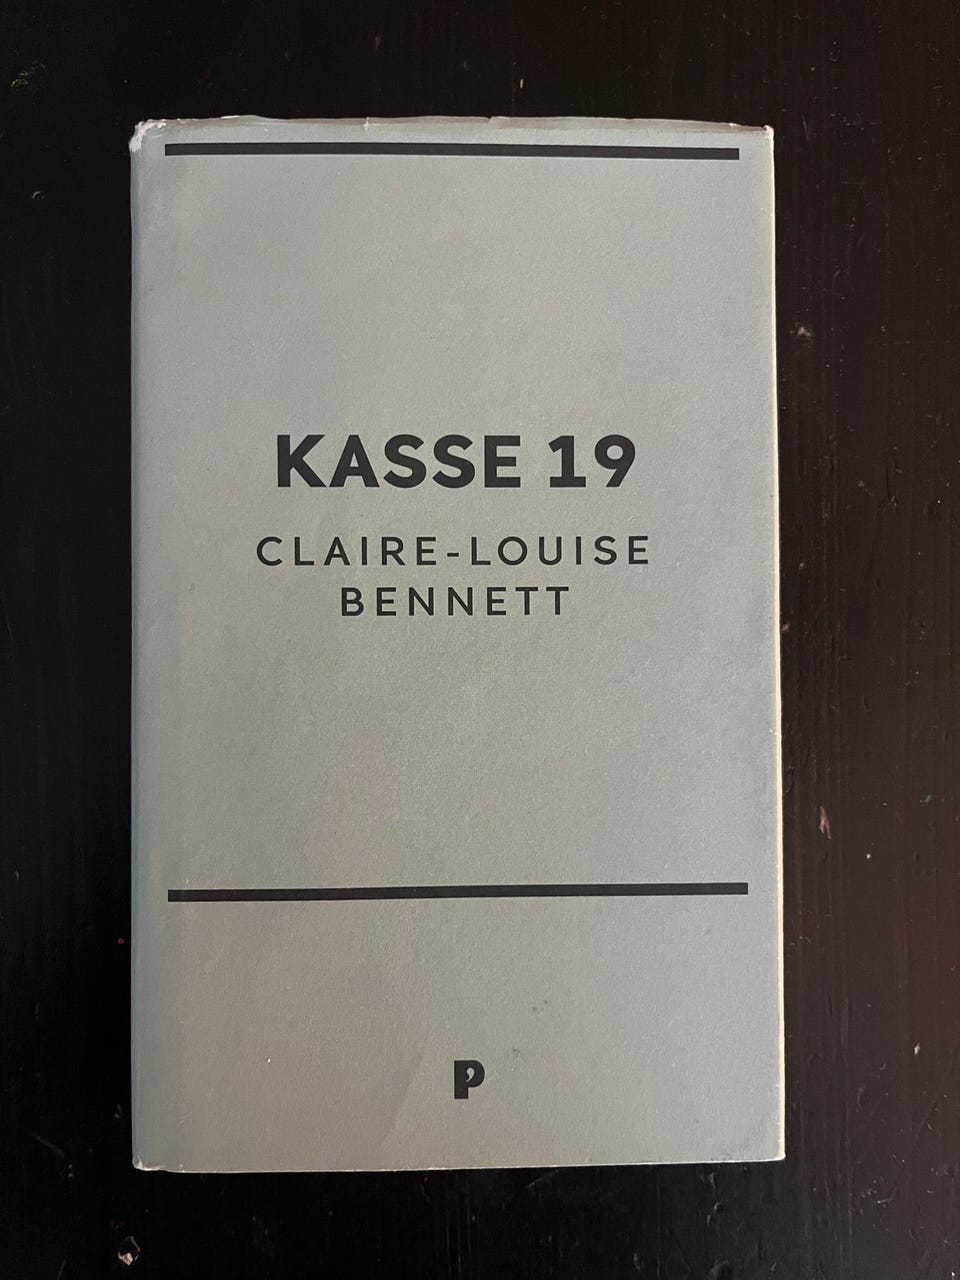 KASSE 19
CLAIRE-LOUISE
BENNETT
P